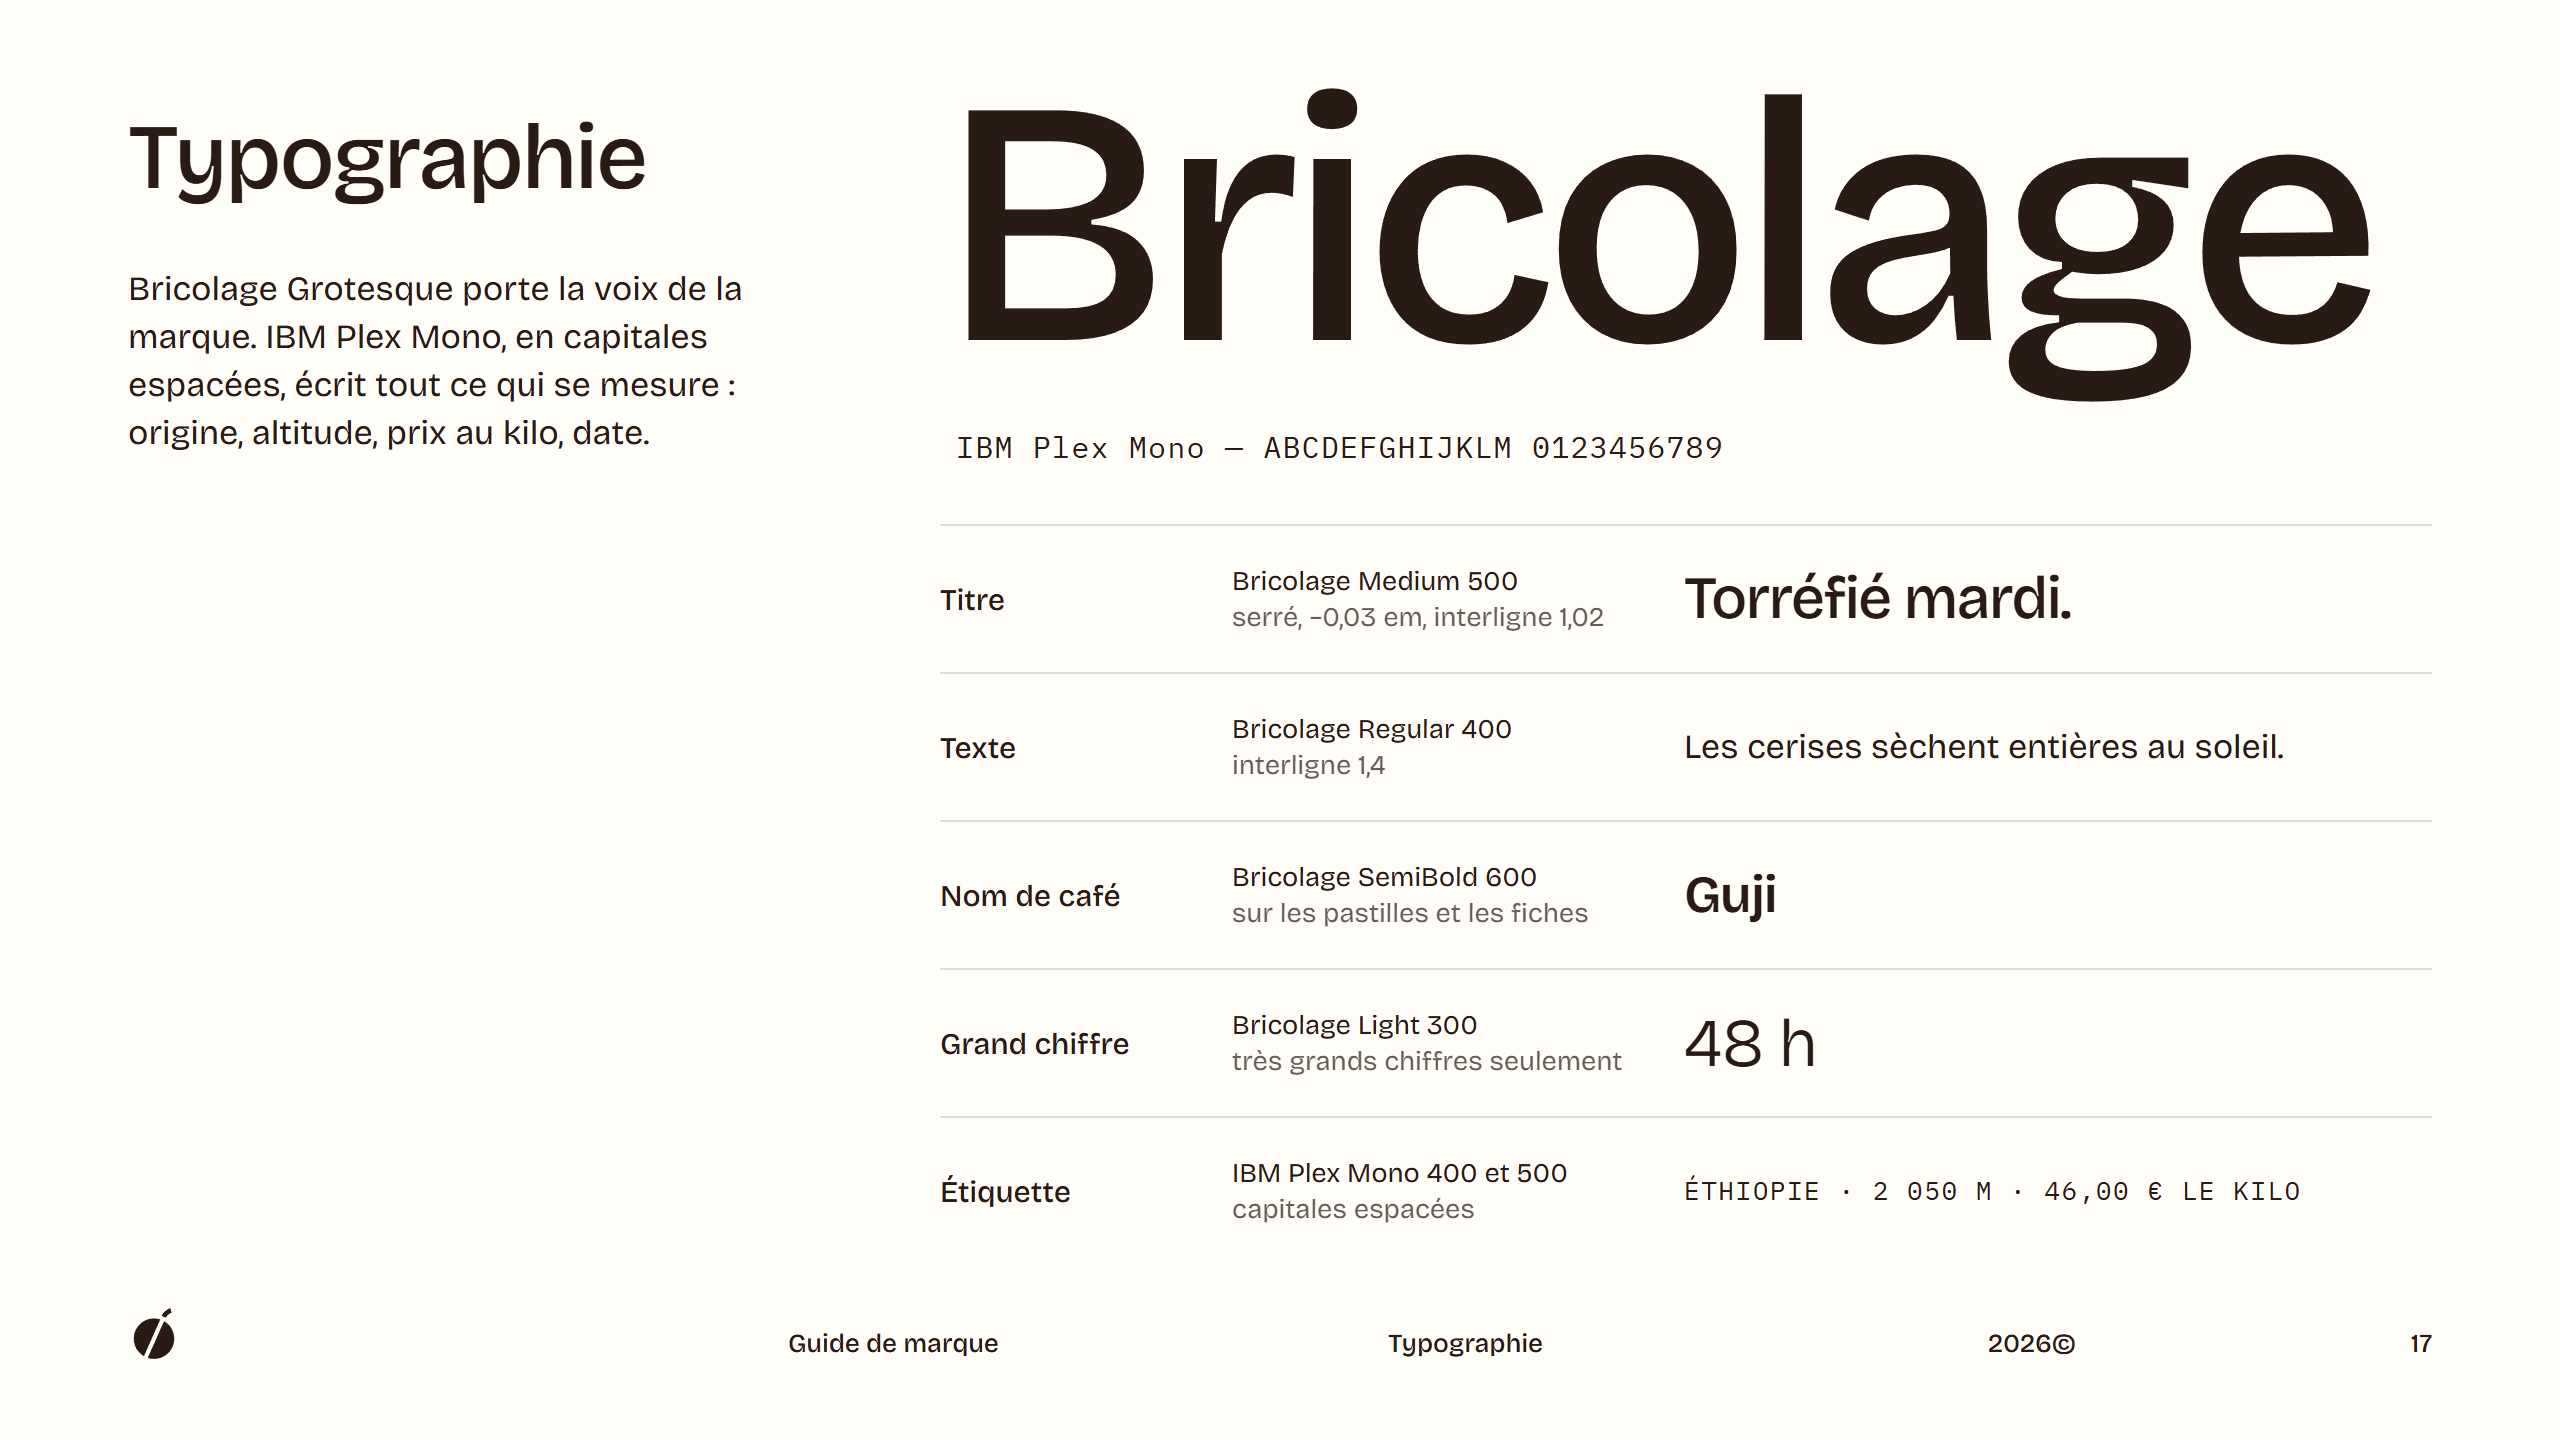 Typographie
Bricolage Grotesque porte la voix de la
marque. IBM Plex Mono, en capitales
espacées, écrit tout ce qui se mesure :
origine, altitude, prix au kilo, date.
Bricolage
IBM Plex Mono — ABCDEFGHIJKLM 0123456789
Titre
Bricolage Medium 500
serré, −0,03 em, interligne 1,02
Torréfié mardi.
Texte
Bricolage Regular 400
interligne 1,4
Les cerises sèchent entières au soleil.
Nom de café
Bricolage SemiBold 600
sur les pastilles et les fiches
Guji
Grand chiffre
Bricolage Light 300
très grands chiffres seulement
48 h
Étiquette
IBM Plex Mono 400 et 500
capitales espacées
ÉTHIOPIE · 2 050 M · 46,00 € LE KILO
Guide de marque
Typographie
2026©
17